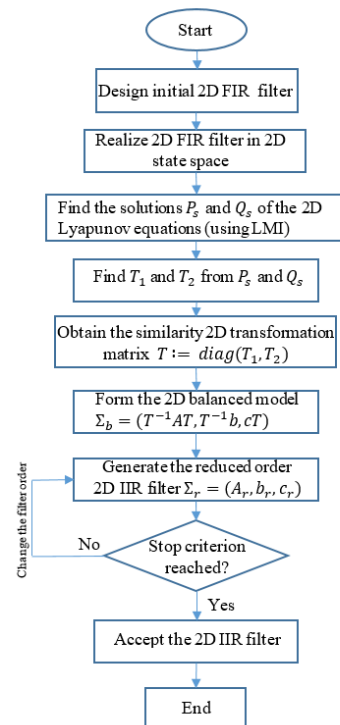 Start
Design initial 2D FIR filter
Realize 2D FIR filter in 2D
state space
Find the solutions $P_s$ and $Q_s$ of the 2D
Lyapunov equations (using LMI)
Find $T_1$ and $T_2$ from $P_s$ and $Q_s$
Obtain the similarity 2D transformation
matrix $T := diag(T_1, T_2)$
Form the 2D balanced model
$\Sigma_b = (T^{-1}AT, T^{-1}b, cT)$
Generate the reduced order
2D IIR filter $\Sigma_r = (A_r, b_r, c_r)$
Change the filter order
No
Stop criterion
reached?
Yes
Accept the 2D IIR filter
End